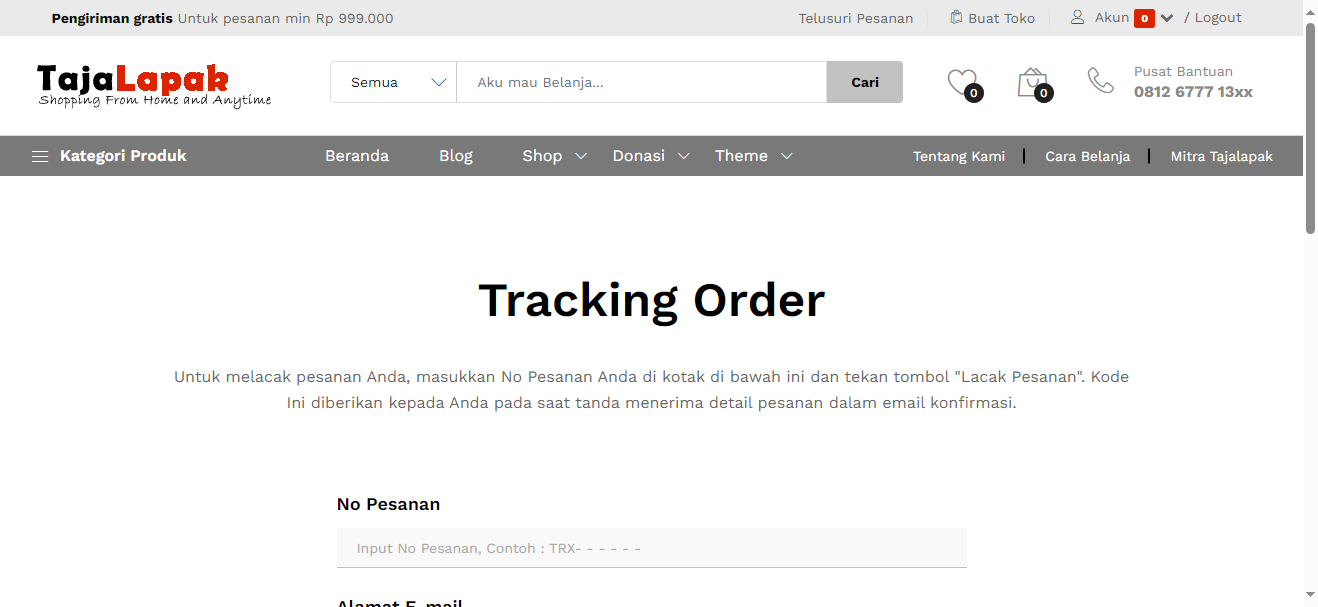 Pengiriman gratis Untuk pesanan min Rp 999.000
Telusuri Pesanan
Buat Toko
Akun 0 / Logout
TajaLapak
Shopping From Home and Anytime
Semua
Aku mau Belanja...
Cari
0
0
Pusat Bantuan
0812 6777 13xx
Kategori Produk
Beranda
Blog
Shop
Donasi
Theme
Tentang Kami
Cara Belanja
Mitra Tajalapak
Tracking Order
Untuk melacak pesanan Anda, masukkan No Pesanan Anda di kotak di bawah ini dan tekan tombol "Lacak Pesanan". Kode
Ini diberikan kepada Anda pada saat tanda menerima detail pesanan dalam email konfirmasi.
No Pesanan
Input No Pesanan, Contoh : TRX- - - - - -
Alamat E-mail